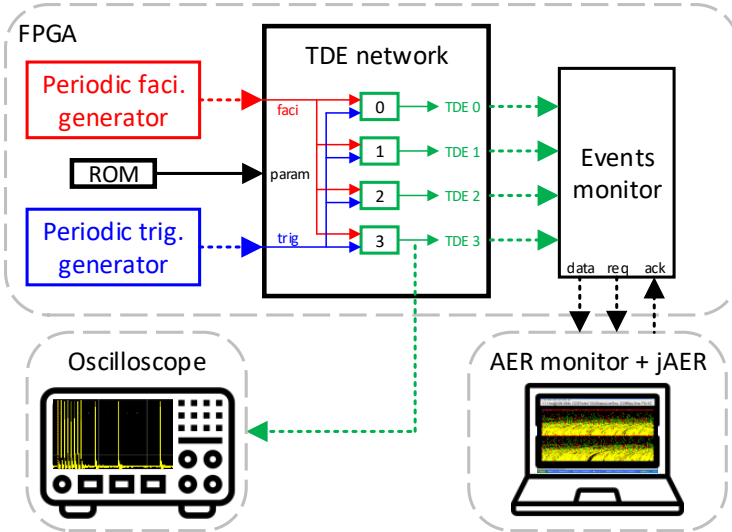 FPGA
TDE network
Periodic faci.
generator
faci
0
TDE 0
1
TDE 1
ROM
param
Events
monitor
2
TDE 2
Periodic trig.
generator
trig
3
TDE 3
data req ack
Oscilloscope
AER monitor + jAER